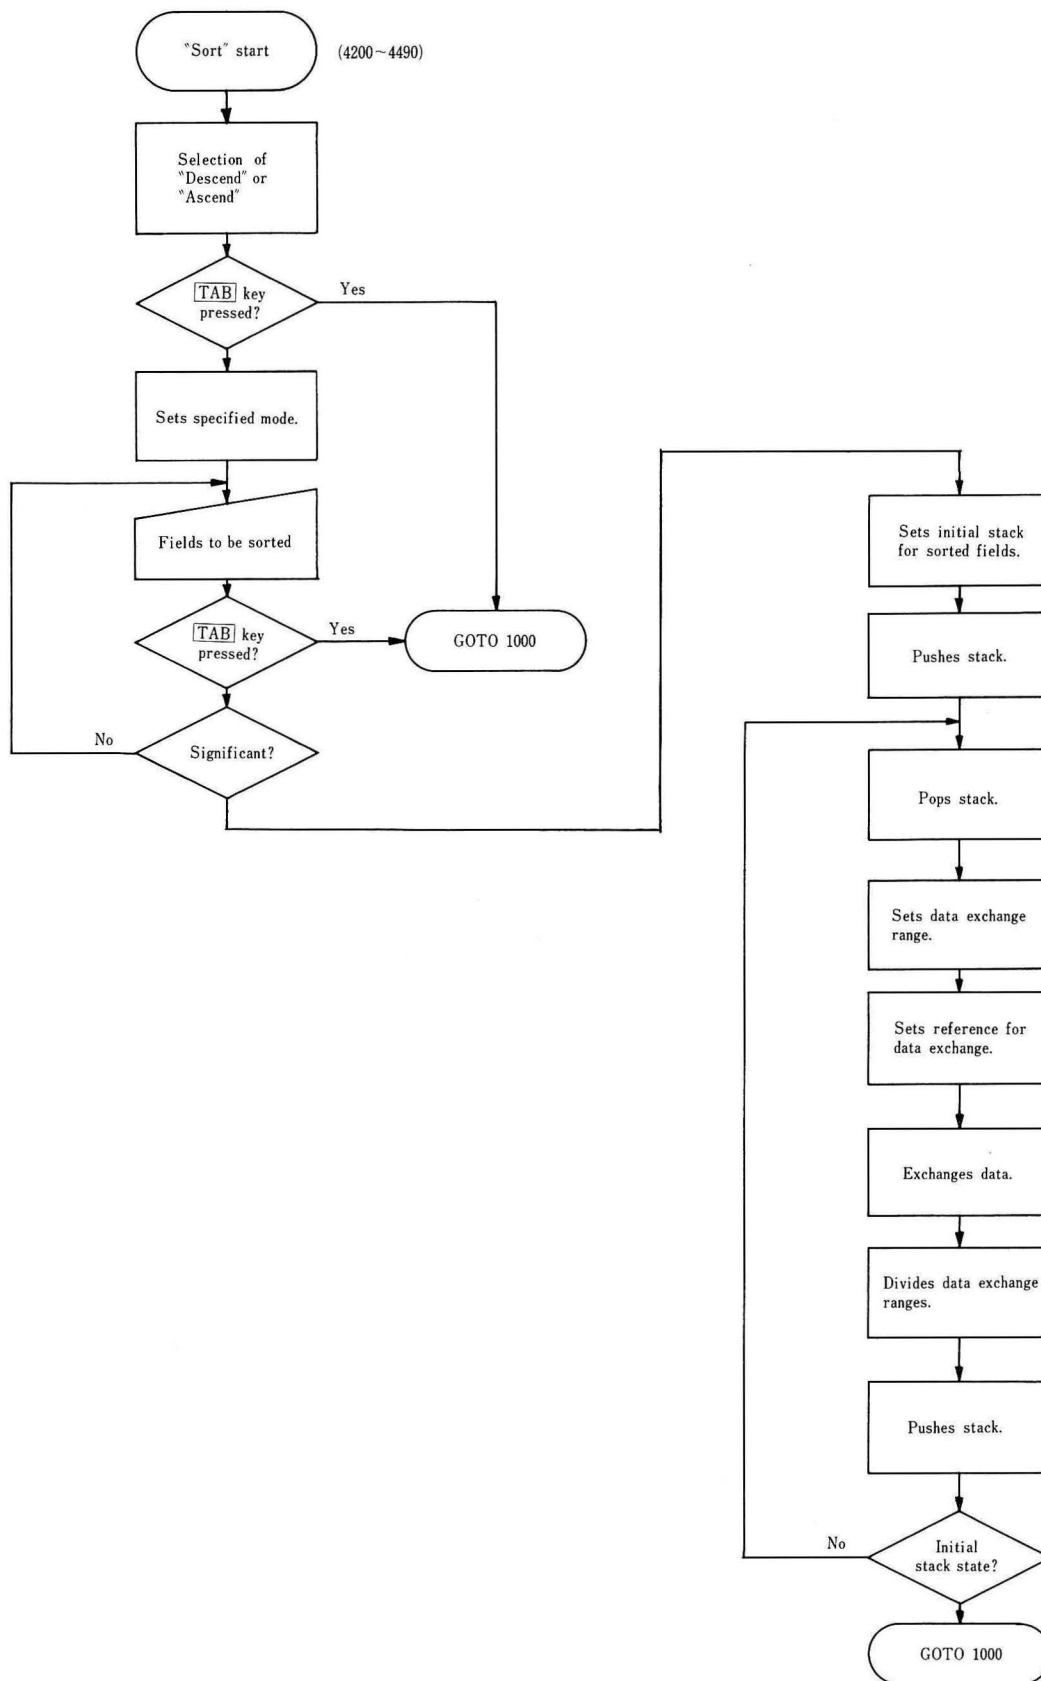 "Sort" start
(4200~4490)
Selection of
"Descend" or
"Ascend"
TAB key
pressed?
Yes
Sets specified mode.
Fields to be sorted
TAB key
pressed?
Yes
GOTO 1000
Significant?
No
Sets initial stack
for sorted fields.
Pushes stack.
Pops stack.
Sets data exchange
range.
Sets reference for
data exchange.
Exchanges data.
Divides data exchange
ranges.
Pushes stack.
Initial
stack state?
No
GOTO 1000